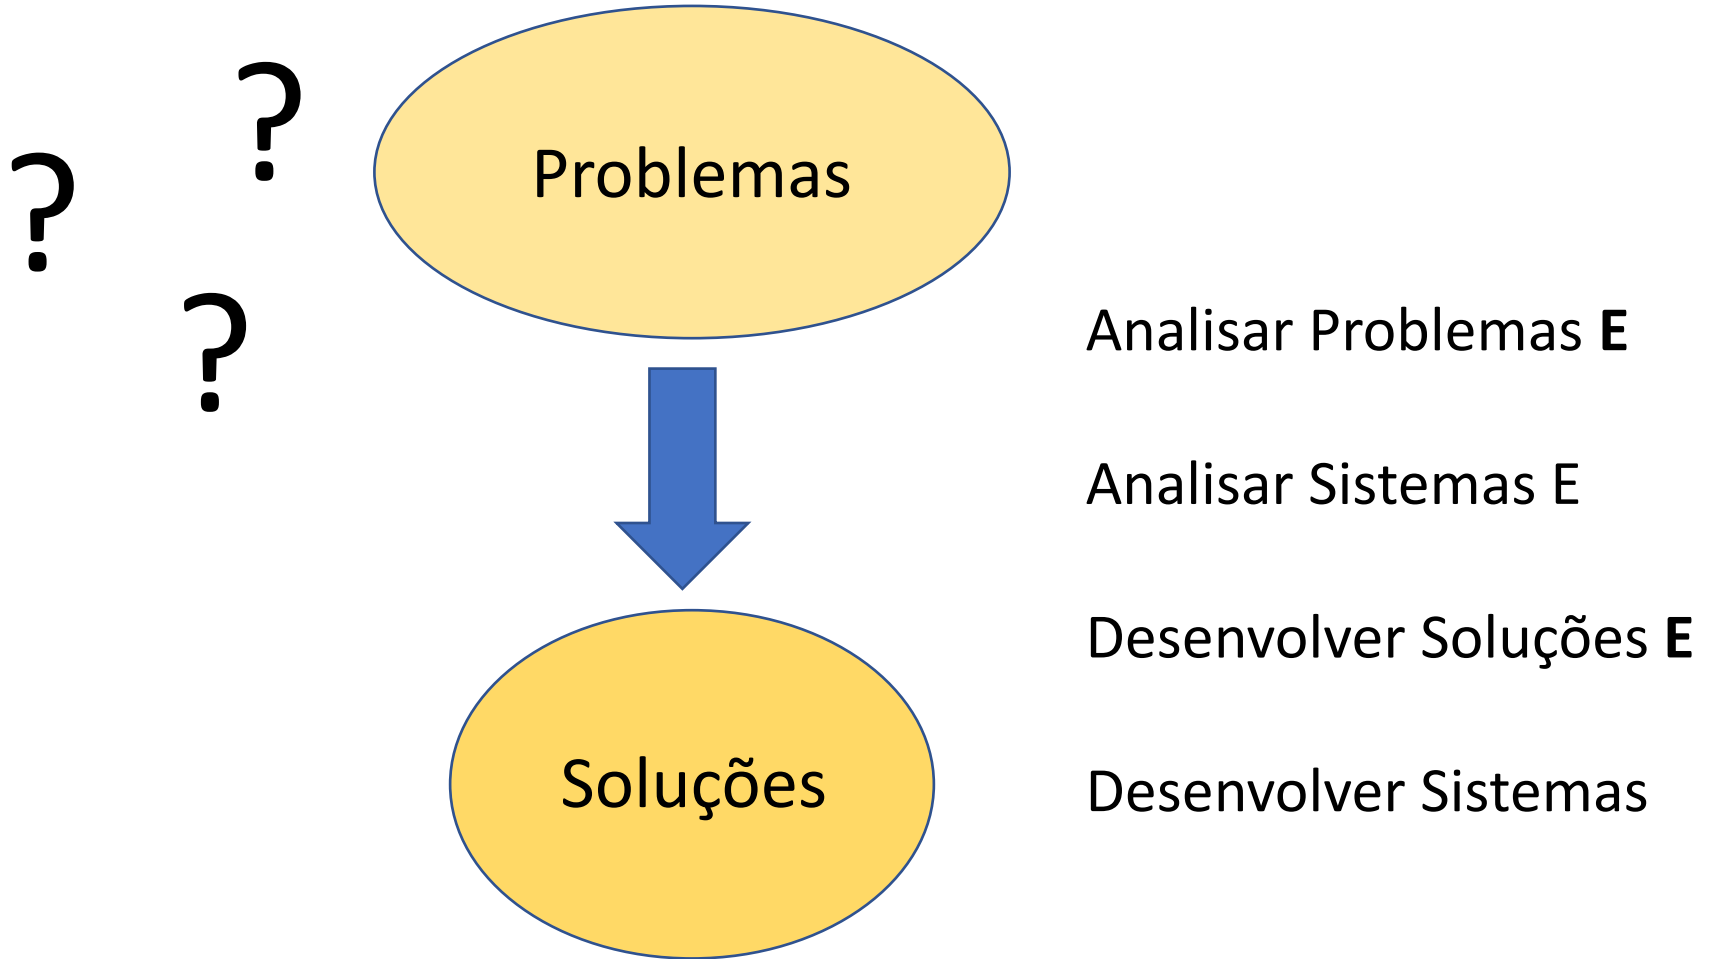 ?
?
?
Problemas
Soluções
Analisar Problemas E
Analisar Sistemas E
Desenvolver Soluções E
Desenvolver Sistemas